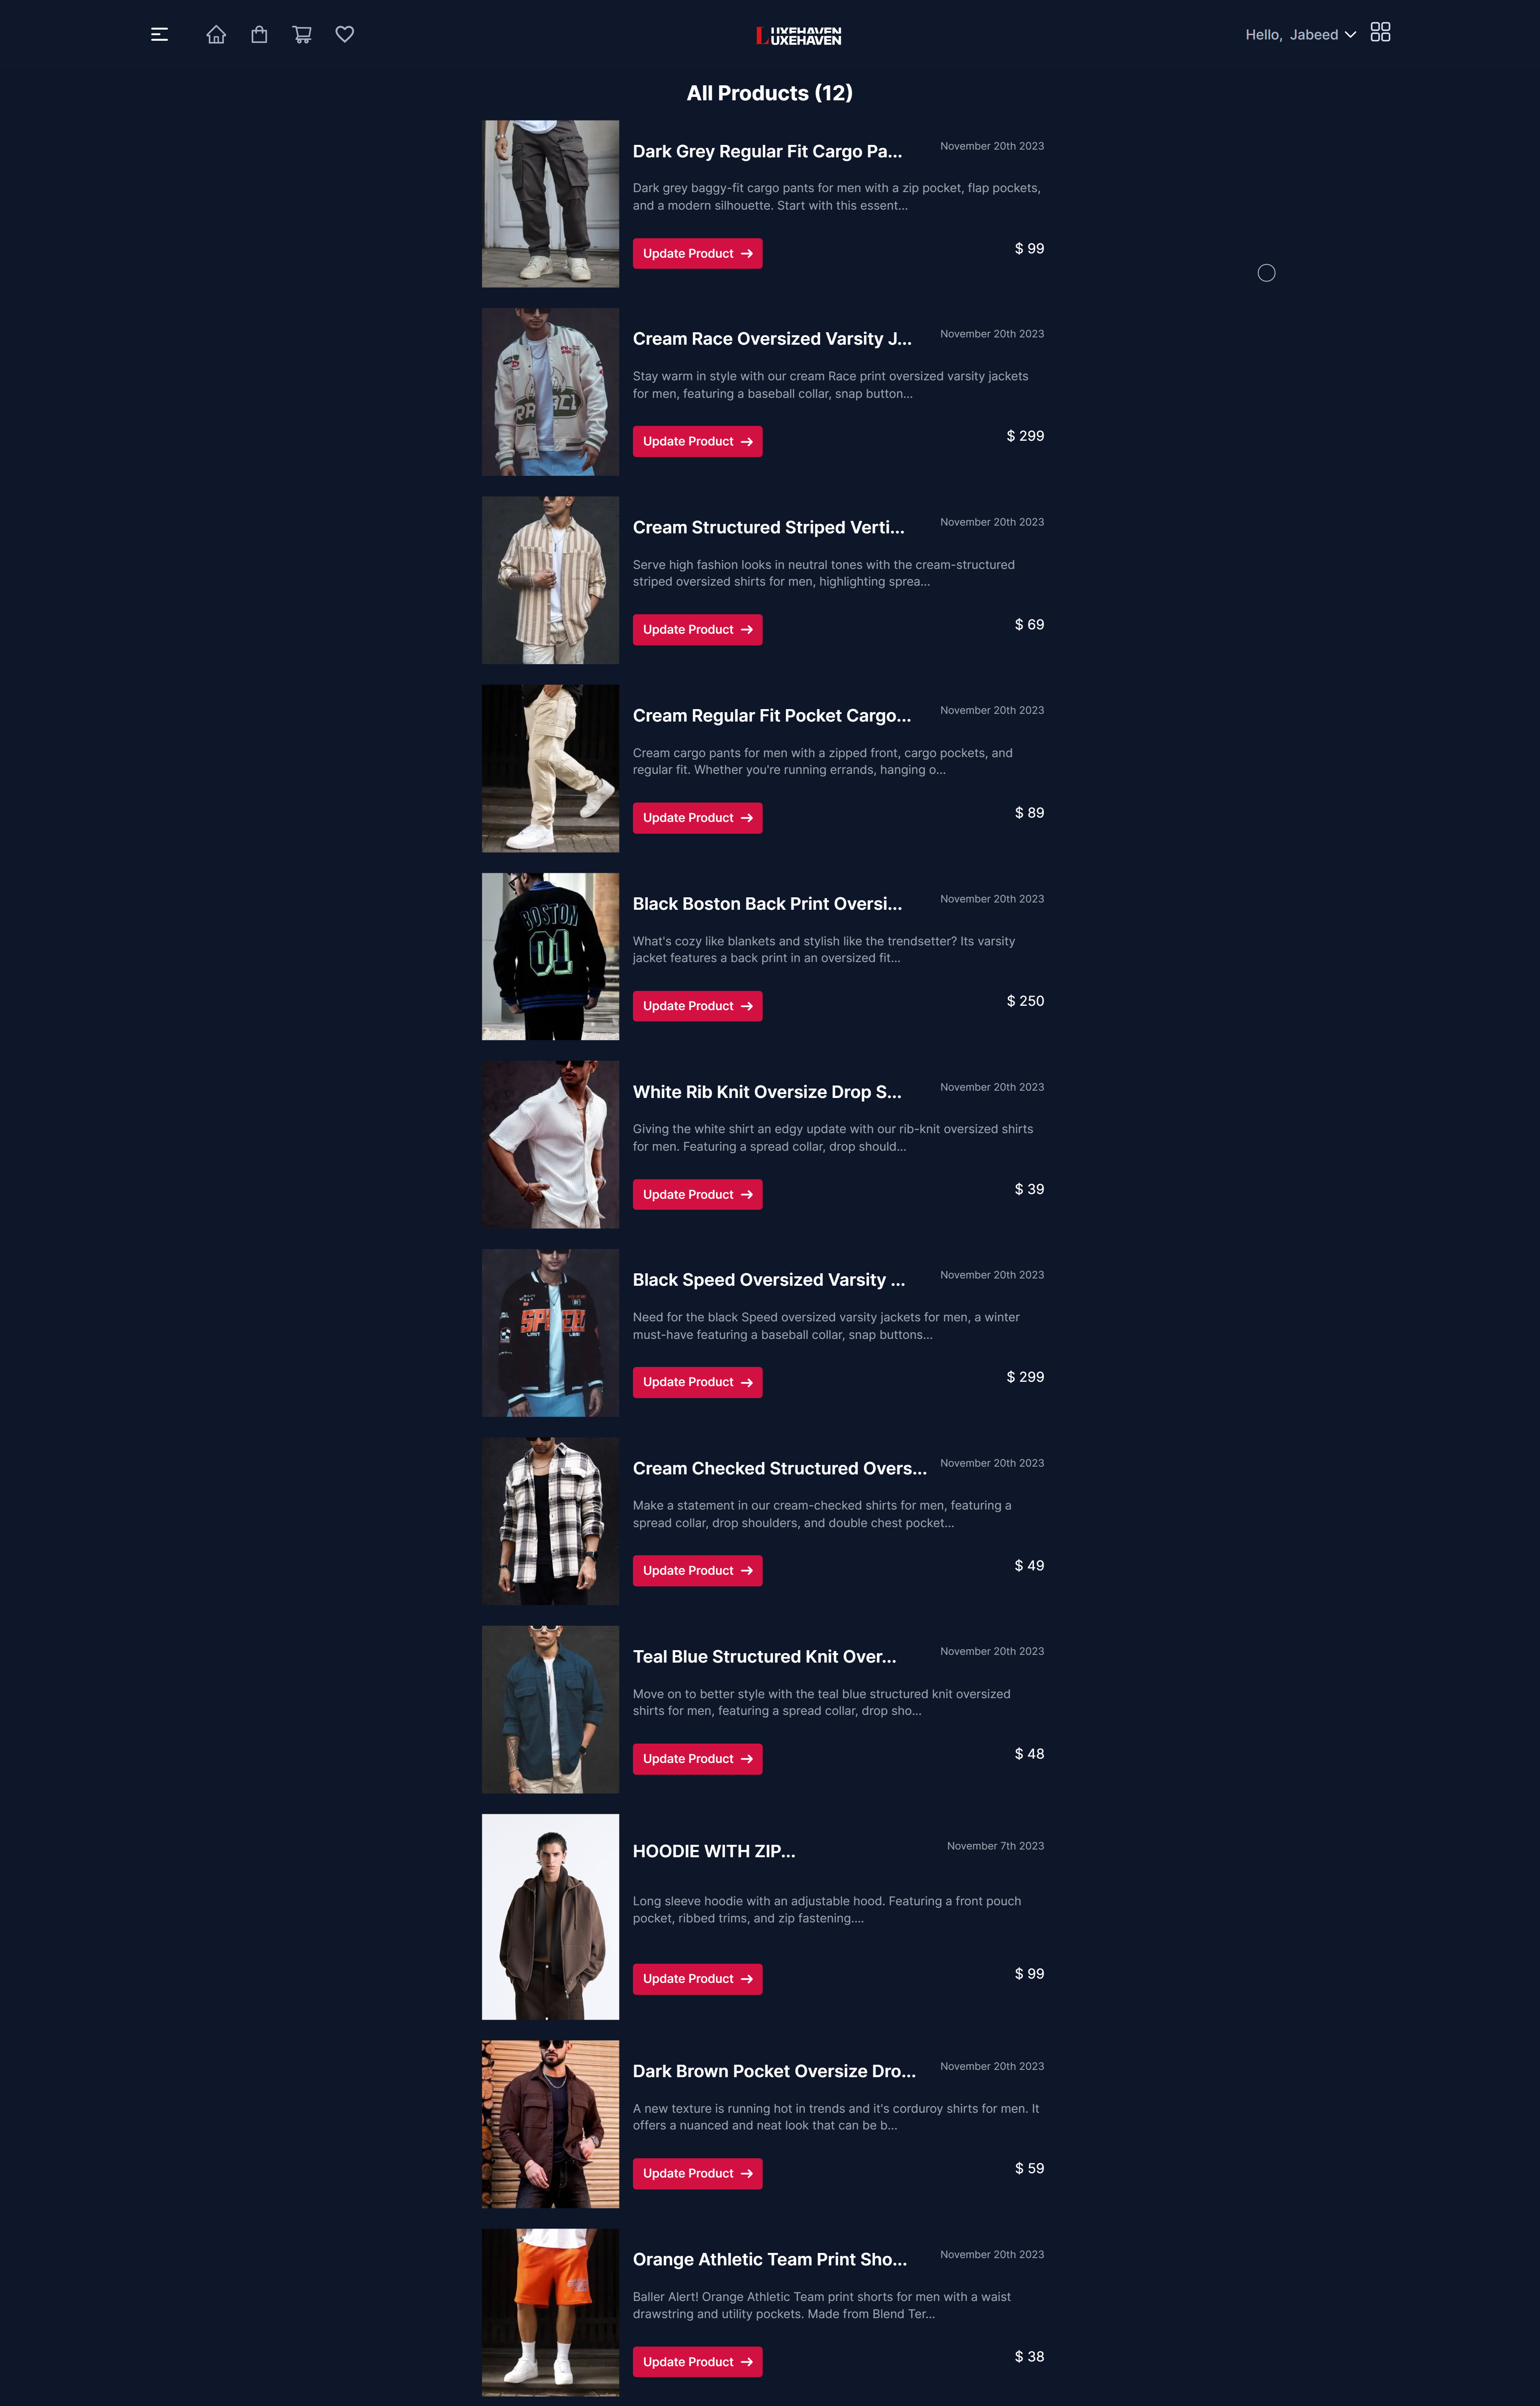 LUXEHAVEN
UXEHAVEN
Hello, Jabeed
All Products (12)
Dark Grey Regular Fit Cargo Pa...
November 20th 2023
Dark grey baggy-fit cargo pants for men with a zip pocket, flap pockets,
and a modern silhouette. Start with this essent...
Update Product
$ 99
RACE
Cream Race Oversized Varsity J...
November 20th 2023
Stay warm in style with our cream Race print oversized varsity jackets
for men, featuring a baseball collar, snap button...
Update Product
$ 299
Cream Structured Striped Verti...
November 20th 2023
Serve high fashion looks in neutral tones with the cream-structured
striped oversized shirts for men, highlighting sprea...
Update Product
$ 69
Cream Regular Fit Pocket Cargo...
November 20th 2023
Cream cargo pants for men with a zipped front, cargo pockets, and
regular fit. Whether you're running errands, hanging o...
Update Product
$ 89
BOSTON
01
Black Boston Back Print Oversi...
November 20th 2023
What's cozy like blankets and stylish like the trendsetter? Its varsity
jacket features a back print in an oversized fit...
Update Product
$ 250
White Rib Knit Oversize Drop S...
November 20th 2023
Giving the white shirt an edgy update with our rib-knit oversized shirts
for men. Featuring a spread collar, drop should...
Update Product
$ 39
SPEED
Black Speed Oversized Varsity ...
November 20th 2023
Need for the black Speed oversized varsity jackets for men, a winter
must-have featuring a baseball collar, snap buttons...
Update Product
$ 299
Cream Checked Structured Overs...
November 20th 2023
Make a statement in our cream-checked shirts for men, featuring a
spread collar, drop shoulders, and double chest pocket...
Update Product
$ 49
Teal Blue Structured Knit Over...
November 20th 2023
Move on to better style with the teal blue structured knit oversized
shirts for men, featuring a spread collar, drop sho...
Update Product
$ 48
HOODIE WITH ZIP...
November 7th 2023
Long sleeve hoodie with an adjustable hood. Featuring a front pouch
pocket, ribbed trims, and zip fastening....
Update Product
$ 99
Dark Brown Pocket Oversize Dro...
November 20th 2023
A new texture is running hot in trends and it's corduroy shirts for men. It
offers a nuanced and neat look that can be b...
Update Product
$ 59
Orange Athletic Team Print Sho...
November 20th 2023
Baller Alert! Orange Athletic Team print shorts for men with a waist
drawstring and utility pockets. Made from Blend Ter...
Update Product
$ 38